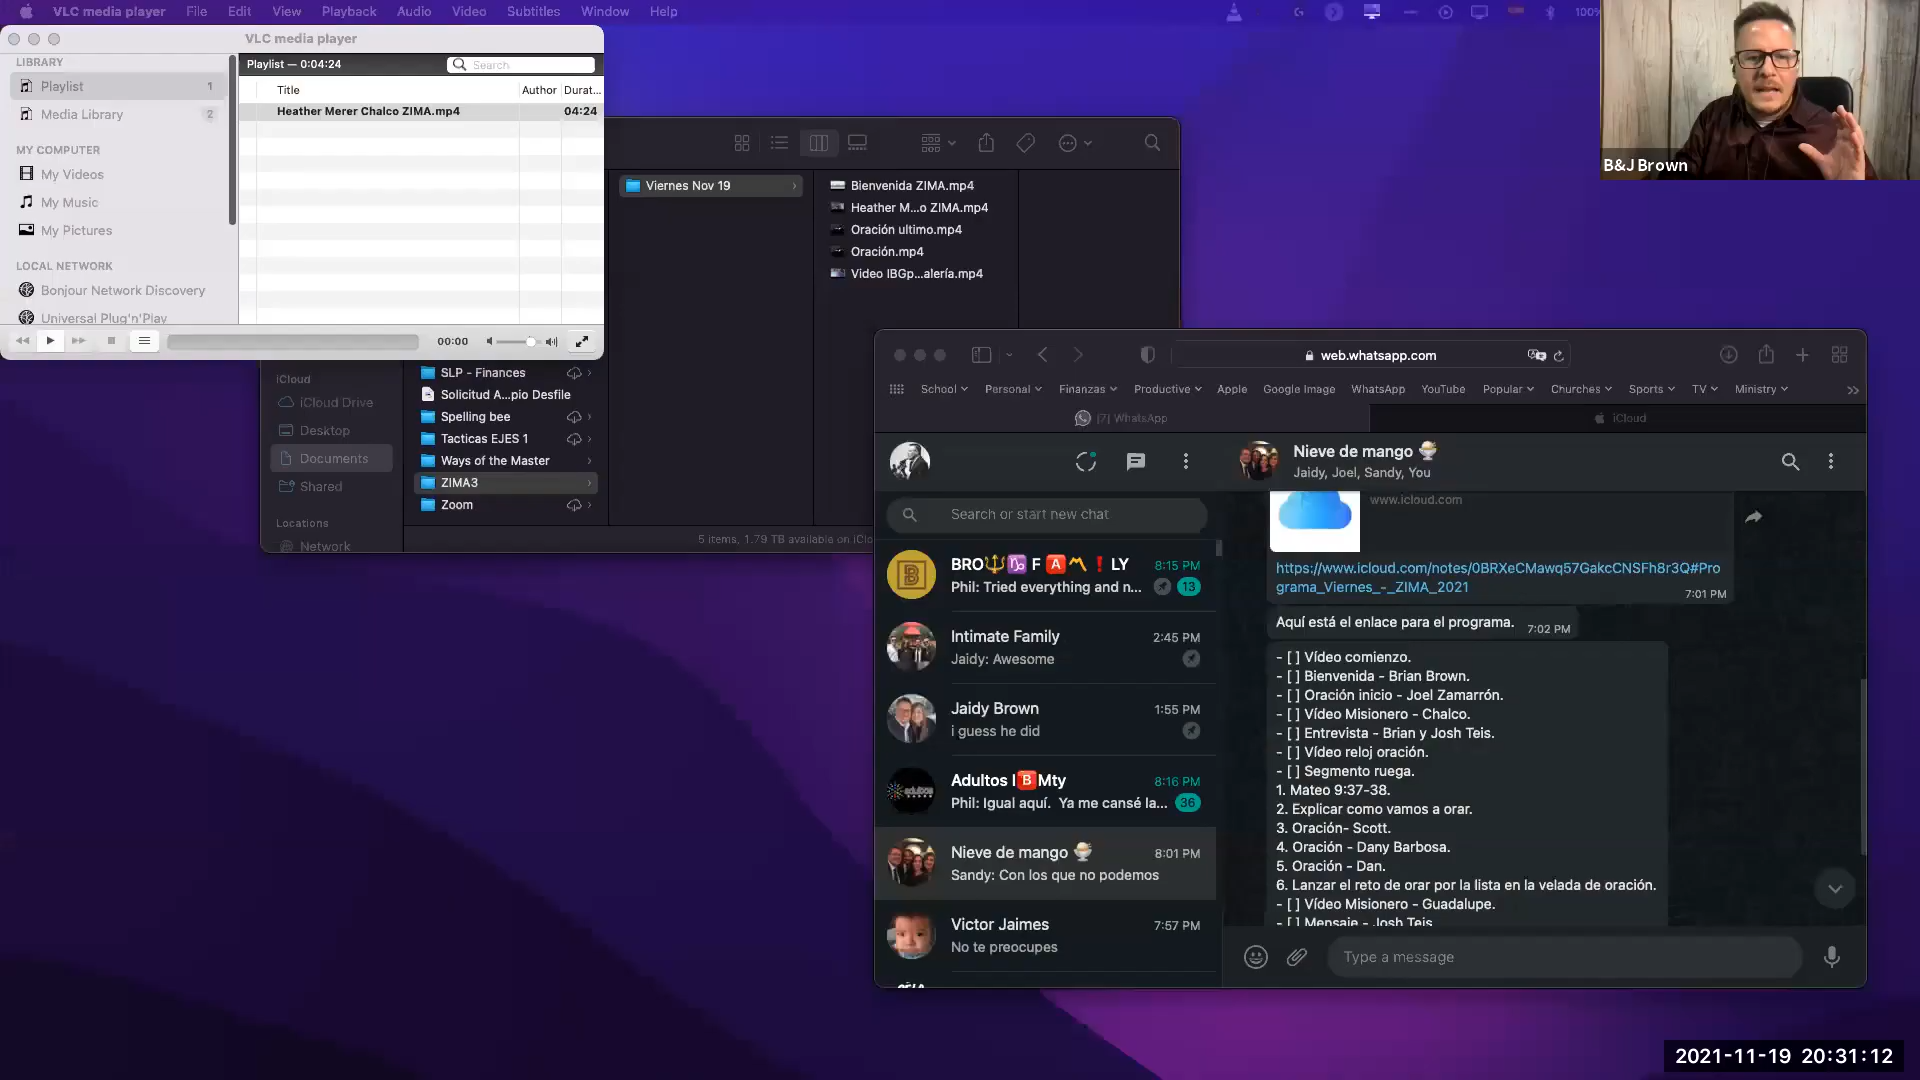 VLC media player File Edit View Playback Audio Video Subtitles Window Help 100%
VLC media player
LIBRARY
Playlist 1
Media Library 2
MY COMPUTER
My Videos
My Music
My Pictures
LOCAL NETWORK
Bonjour Network Discovery
Universal Plug'n'Play
Playlist — 0:04:24
Search
Title Author Durat...
Heather Merer Chalco ZIMA.mp4 04:24
00:00
Viernes Nov 19
Bienvenida ZIMA.mp4
Heather M...o ZIMA.mp4
Oración ultimo.mp4
Oración.mp4
Video IBGp...alería.mp4
iCloud
iCloud Drive
Desktop
Documents
Shared
Locations
Network
SLP - Finances
Solicitud A...pio Desfile
Spelling bee
Tacticas EJES 1
Ways of the Master
ZIMA3
Zoom
5 items, 1.79 TB available on iClo
web.whatsapp.com
School Personal Finanzas Productive Apple Google Image WhatsApp YouTube Popular Churches Sports TV Ministry
(7) WhatsApp
iCloud
Nieve de mango
Jaidy, Joel, Sandy, You
Search or start new chat
BRO F A LY 8:15 PM
Phil: Tried everything and n... 13
Intimate Family 2:45 PM
Jaidy: Awesome
Jaidy Brown 1:55 PM
i guess he did
Adultos I B Mty 8:16 PM
Phil: Igual aquí. Ya me cansé la... 36
Nieve de mango 8:01 PM
Sandy: Con los que no podemos
Victor Jaimes 7:57 PM
No te preocupes
www.icloud.com
https://www.icloud.com/notes/0BRXeCMawq57GakcCNSFh8r3Q#Pro
grama_Viernes_-_ZIMA_2021
7:01 PM
Aquí está el enlace para el programa. 7:02 PM
- [ ] Vídeo comienzo.
- [ ] Bienvenida - Brian Brown.
- [ ] Oración inicio - Joel Zamarrón.
- [ ] Vídeo Misionero - Chalco.
- [ ] Entrevista - Brian y Josh Teis.
- [ ] Vídeo reloj oración.
- [ ] Segmento ruega.
1. Mateo 9:37-38.
2. Explicar como vamos a orar.
3. Oración- Scott.
4. Oración - Dany Barbosa.
5. Oración - Dan.
6. Lanzar el reto de orar por la lista en la velada de oración.
- [ ] Vídeo Misionero - Guadalupe.
- [ ] Mensaje - Josh Teis
Type a message
B&J Brown
2021-11-19 20:31:12